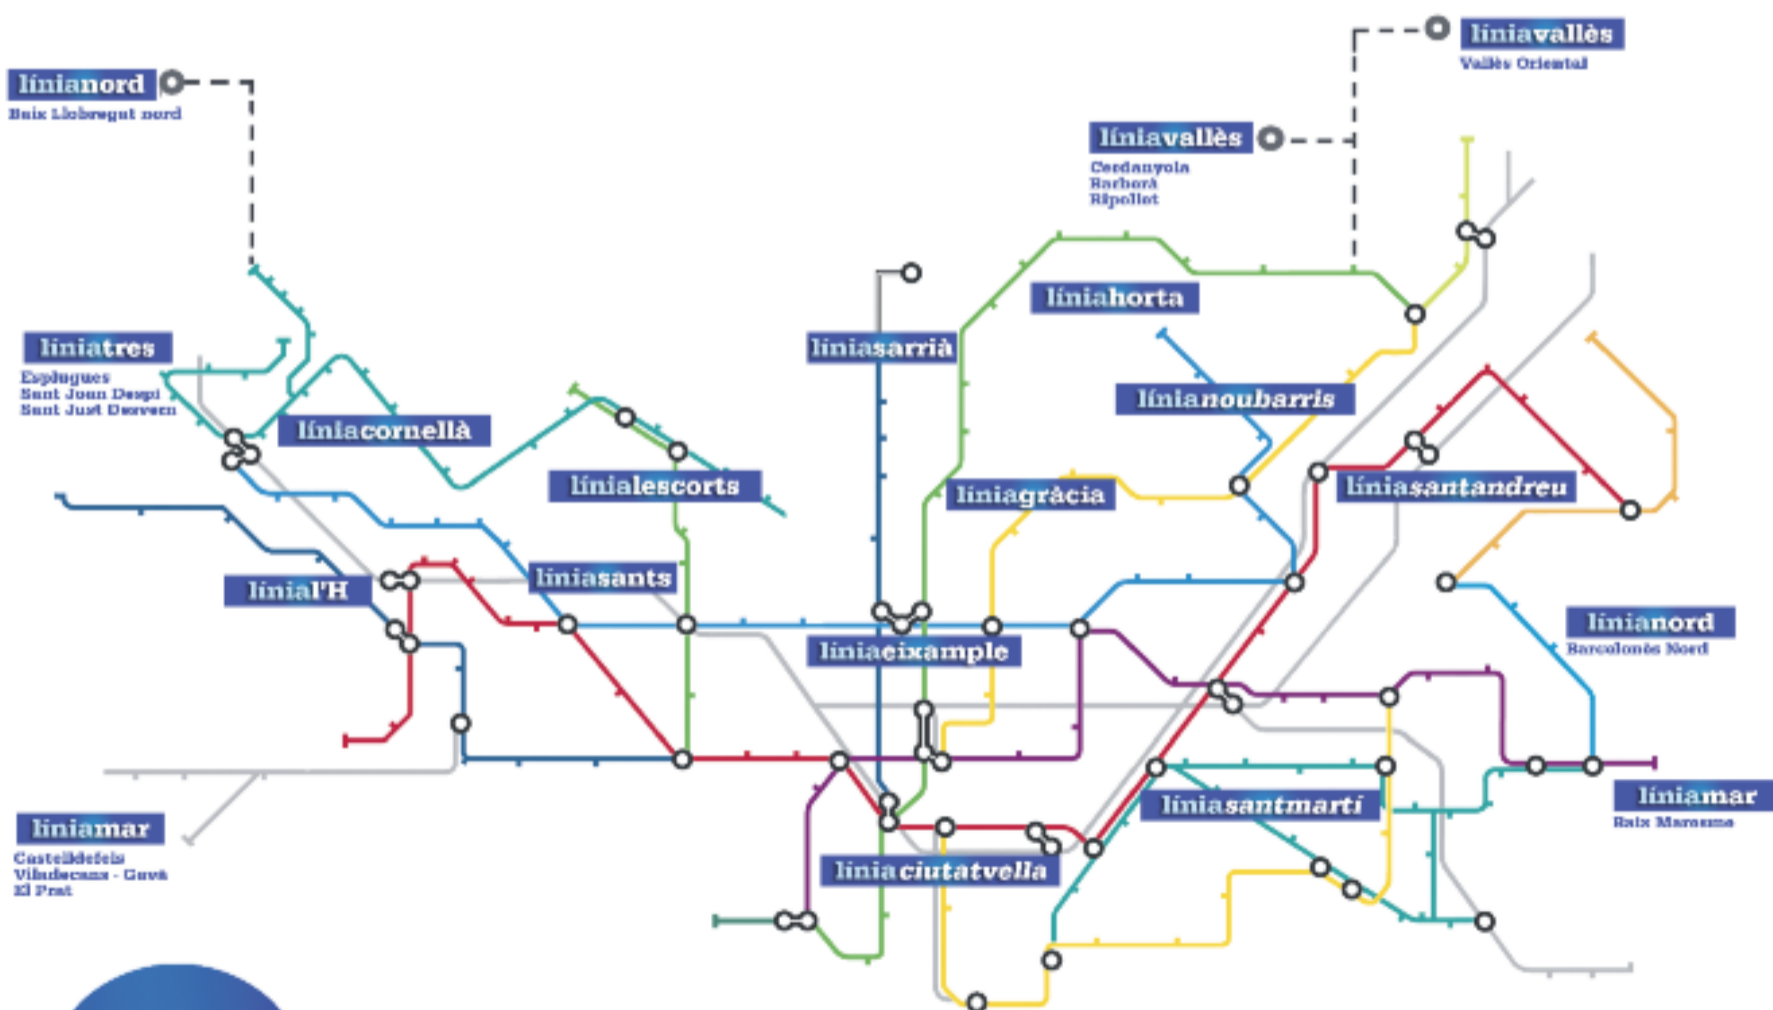 líniavallès
Vallès Oriental
línianord
Baix Llobregat nord
líniavallès
Cerdanyola
Barberà
Ripollet
líniahorta
líniatres
Esplugues
Sant Joan Despí
Sant Just Desvern
líniasarrià
líniacornellà
línianoubarris
línialescorts
líniagràcia
líniasantandreu
línial'H
líniasants
línianord
Barcelonès Nord
líniaeixample
líniamar
Baix Maresme
líniasantmartí
líniamar
Castelldefels
Viladecans - Gavà
El Prat
líniaciutatvella